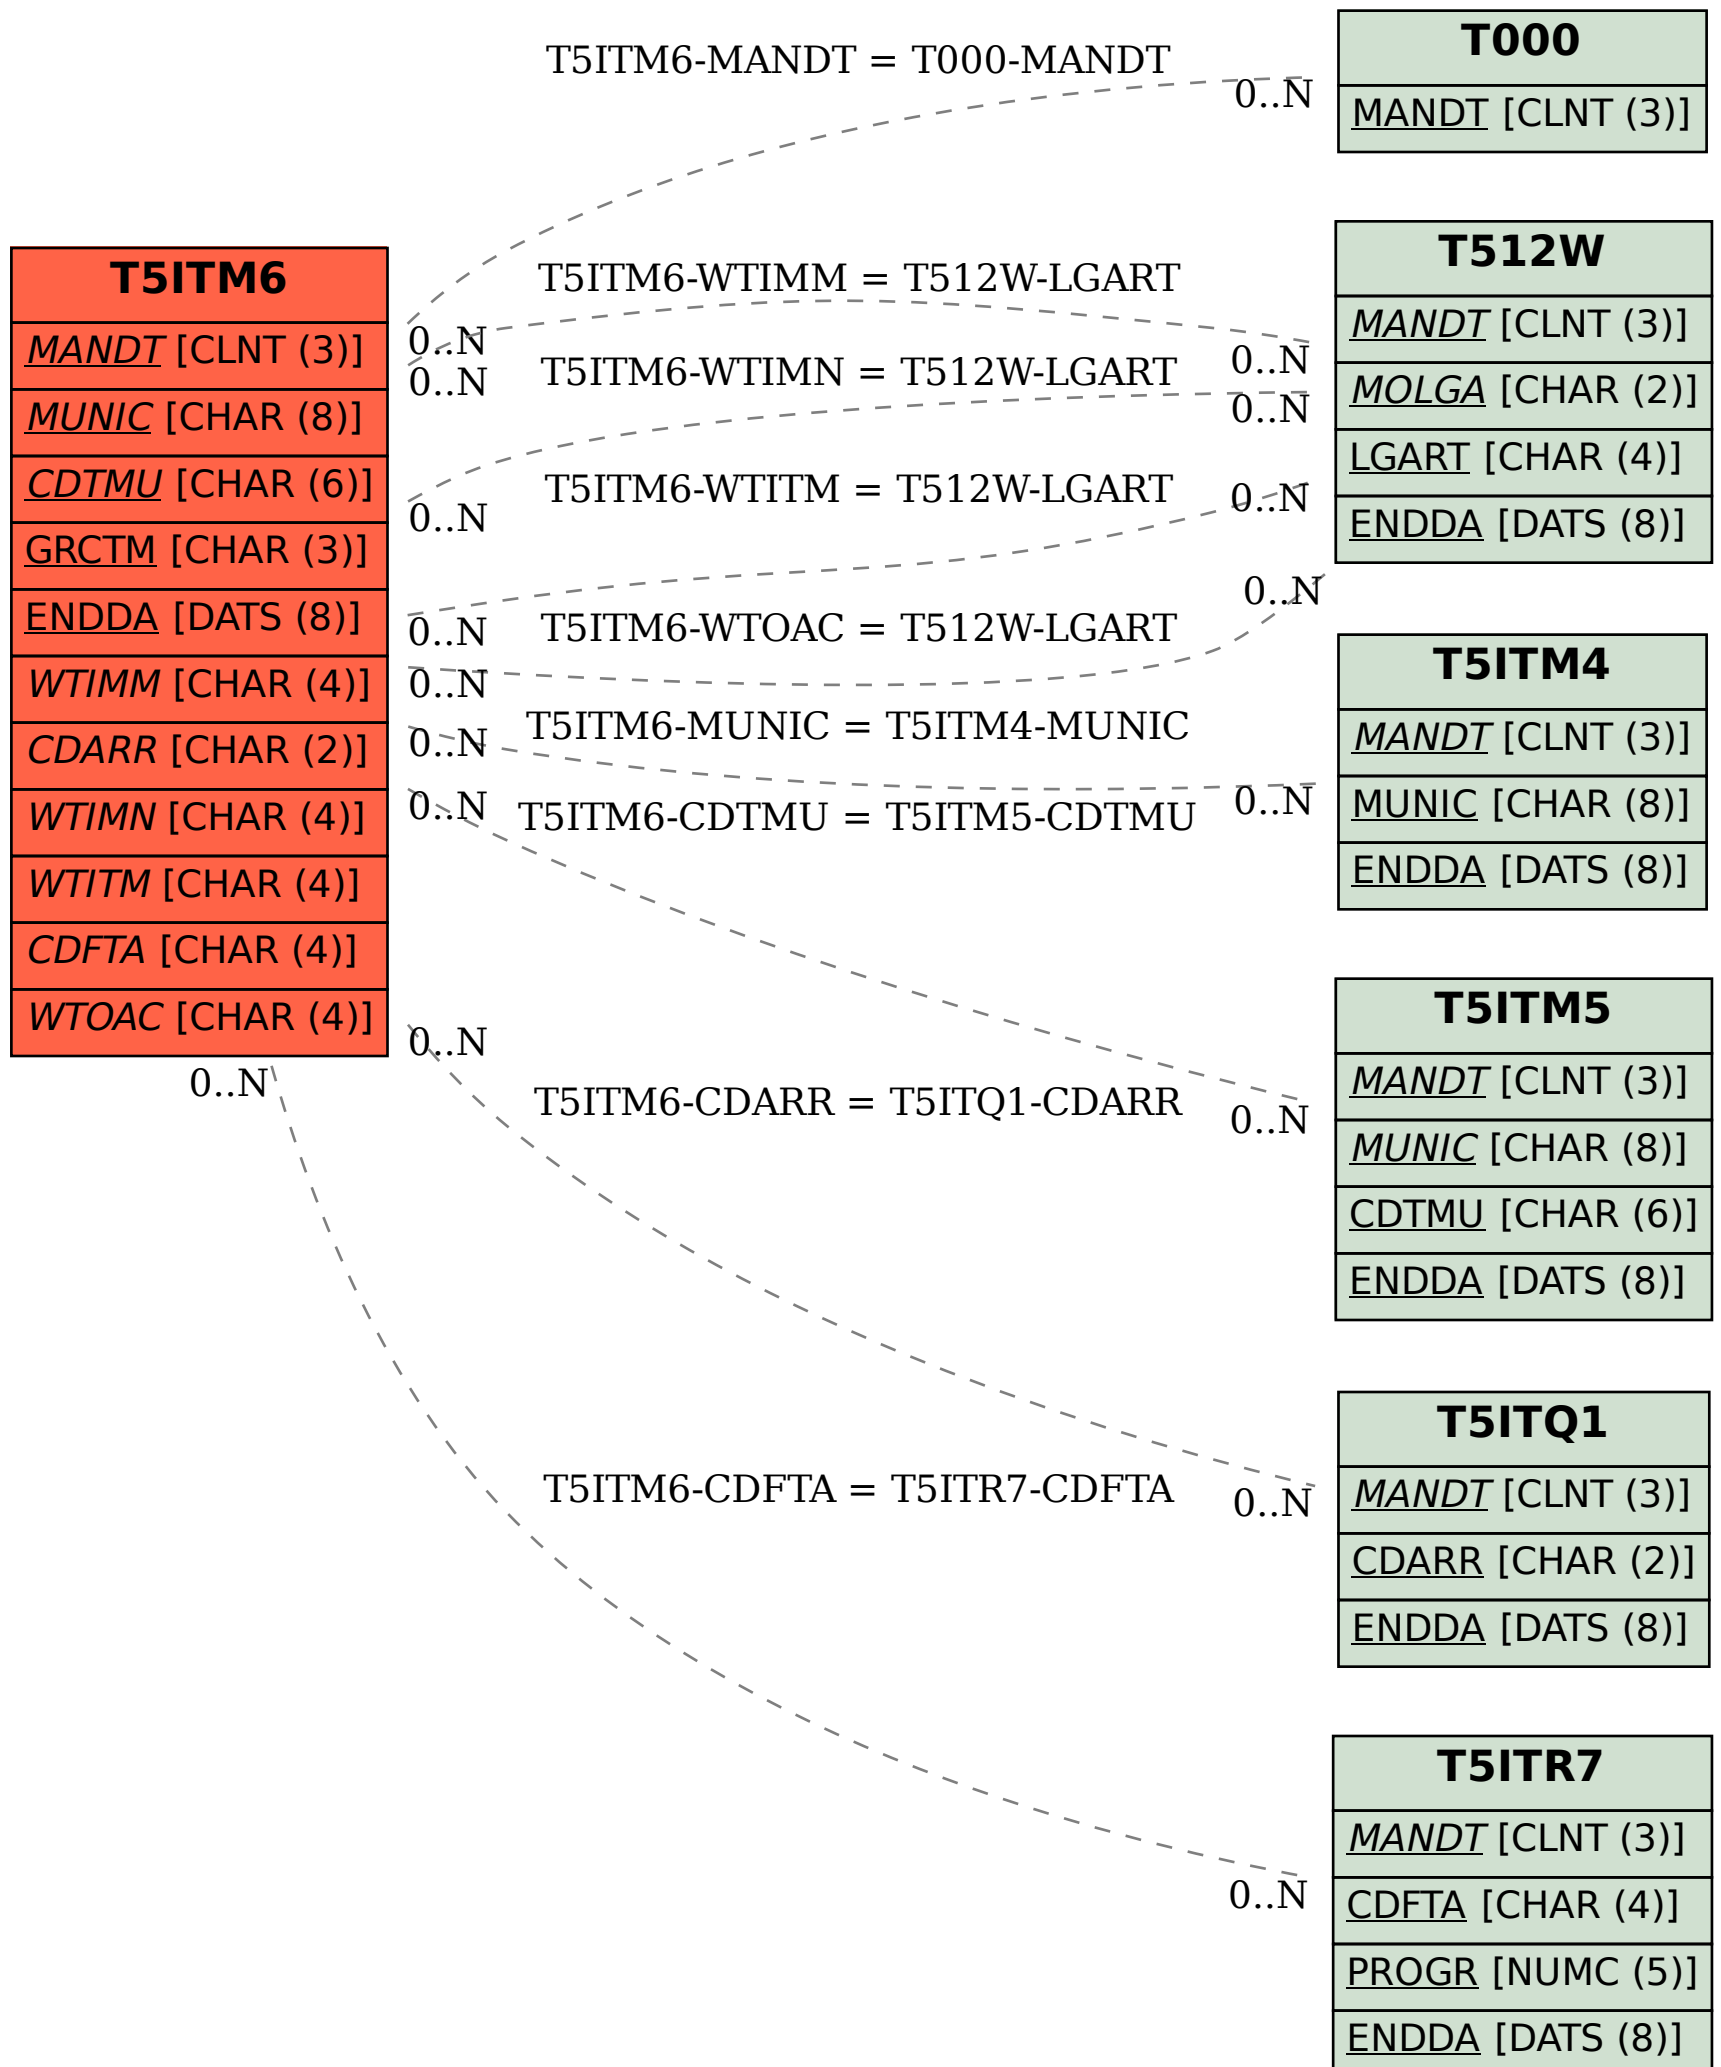 T5ITM6
MANDT [CLNT (3)]
MUNIC [CHAR (8)]
CDTMU [CHAR (6)]
GRCTM [CHAR (3)]
ENDDA [DATS (8)]
WTIMM [CHAR (4)]
CDARR [CHAR (2)]
WTIMN [CHAR (4)]
WTITM [CHAR (4)]
CDFTA [CHAR (4)]
WTOAC [CHAR (4)]
T5ITM6-MANDT = T000-MANDT
0..N
0..N
T5ITM6-WTIMM = T512W-LGART
0..N
0..N
T5ITM6-WTIMN = T512W-LGART
0..N
0..N
T5ITM6-WTITM = T512W-LGART
0..N
0..N
T5ITM6-WTOAC = T512W-LGART
0..N
0..N
T5ITM6-MUNIC = T5ITM4-MUNIC
0..N
0..N
T5ITM6-CDTMU = T5ITM5-CDTMU
0..N
0..N
T5ITM6-CDARR = T5ITQ1-CDARR
0..N
0..N
T5ITM6-CDFTA = T5ITR7-CDFTA
0..N
0..N
T000
MANDT [CLNT (3)]
T512W
MANDT [CLNT (3)]
MOLGA [CHAR (2)]
LGART [CHAR (4)]
ENDDA [DATS (8)]
T5ITM4
MANDT [CLNT (3)]
MUNIC [CHAR (8)]
ENDDA [DATS (8)]
T5ITM5
MANDT [CLNT (3)]
MUNIC [CHAR (8)]
CDTMU [CHAR (6)]
ENDDA [DATS (8)]
T5ITQ1
MANDT [CLNT (3)]
CDARR [CHAR (2)]
ENDDA [DATS (8)]
T5ITR7
MANDT [CLNT (3)]
CDFTA [CHAR (4)]
PROGR [NUMC (5)]
ENDDA [DATS (8)]